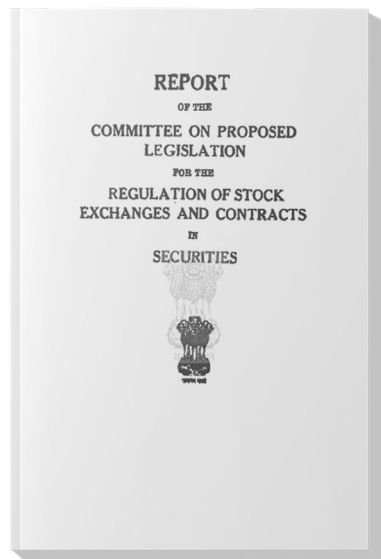 REPORT
OF THE
COMMITTEE ON PROPOSED
LEGISLATION
FOR THE
REGULATION OF STOCK
EXCHANGES AND CONTRACTS
IN
SECURITIES